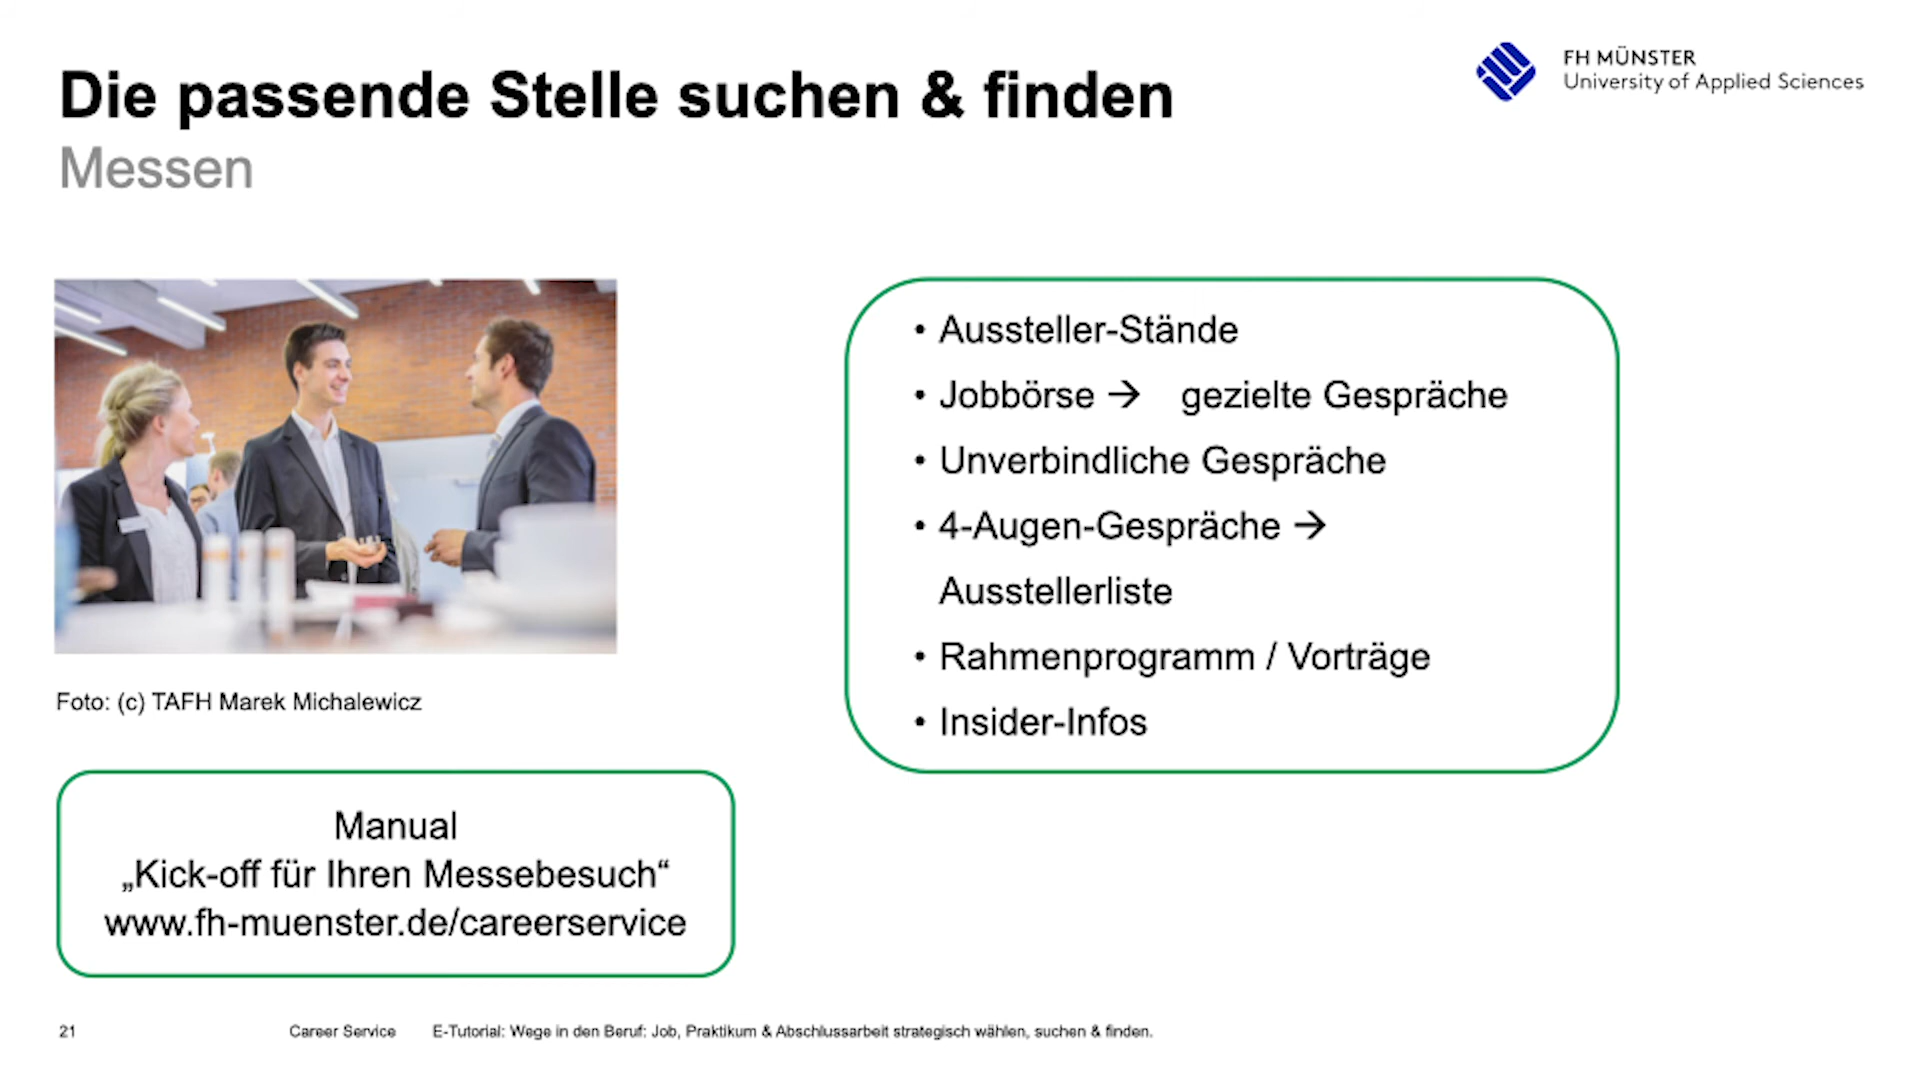 Die passende Stelle suchen & finden
Messen
FH MÜNSTER
University of Applied Sciences
• Aussteller-Stände
• Jobbörse → gezielte Gespräche
• Unverbindliche Gespräche
• 4-Augen-Gespräche →
Ausstellerliste
• Rahmenprogramm / Vorträge
• Insider-Infos
Foto: (c) TAFH Marek Michalewicz
Manual
„Kick-off für Ihren Messebesuch“
www.fh-muenster.de/careerservice
21 Career Service E-Tutorial: Wege in den Beruf: Job, Praktikum & Abschlussarbeit strategisch wählen, suchen & finden.